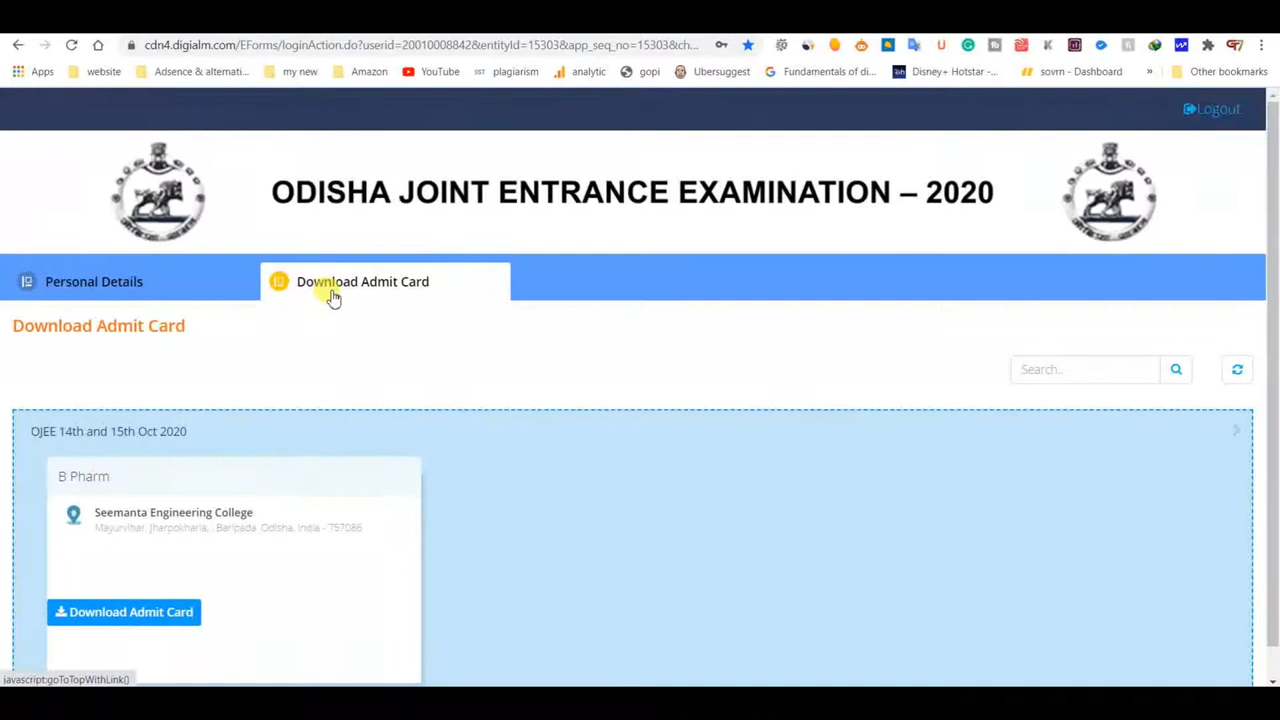 cdn4.digialm.com/EForms/loginAction.do?userid=20010008842&entityId=15303&app_seq_no=15303&ch...
Apps website Adsence & alternati... my new Amazon YouTube SST plagiarism analytic gopi Ubersuggest Fundamentals of di... Disney+ Hotstar -... sovrn - Dashboard » Other bookmarks
Logout
ODISHA JOINT ENTRANCE EXAMINATION – 2020
Personal Details
Download Admit Card
Download Admit Card
Search..
OJEE 14th and 15th Oct 2020
B Pharm
Seemanta Engineering College
Mayurvihar, Jharpokharia, , Baripada, Odisha, India - 757086
Download Admit Card
javascript:goToTopWithLink()